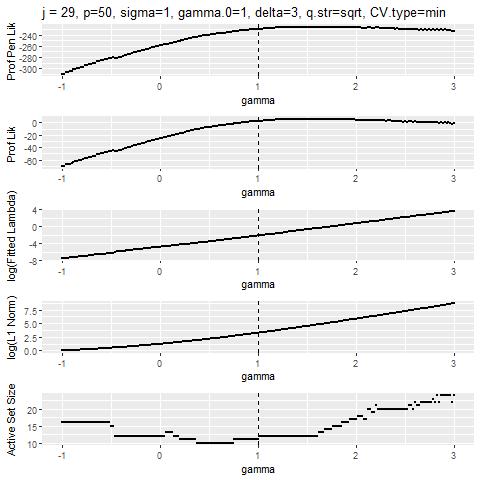 j = 29, p=50, sigma=1, gamma.0=1, delta=3, q.str=sqrt, CV.type=min
Prof Pen Lik
-240
-260
-280
-300
-1 0 1 2 3
gamma
Prof Lik
0
-20
-40
-60
-1 0 1 2 3
gamma
log(Fitted Lambda)
4
0
-4
-8
-1 0 1 2 3
gamma
log(L1 Norm)
7.5
5.0
2.5
0.0
-1 0 1 2 3
gamma
Active Set Size
20
15
10
-1 0 1 2 3
gamma